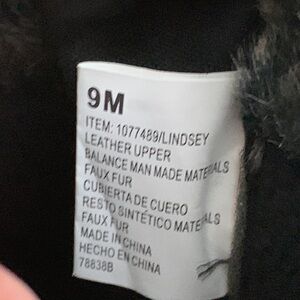 9M
ITEM: 1077489/LINDSEY
LEATHER UPPER
BALANCE MAN MADE MATERIALS
FAUX FUR
CUBIERTA DE CUERO
RESTO SINTÉTICO MATERIALS
FAUX FUR
MADE IN CHINA
HECHO EN CHINA
78838B